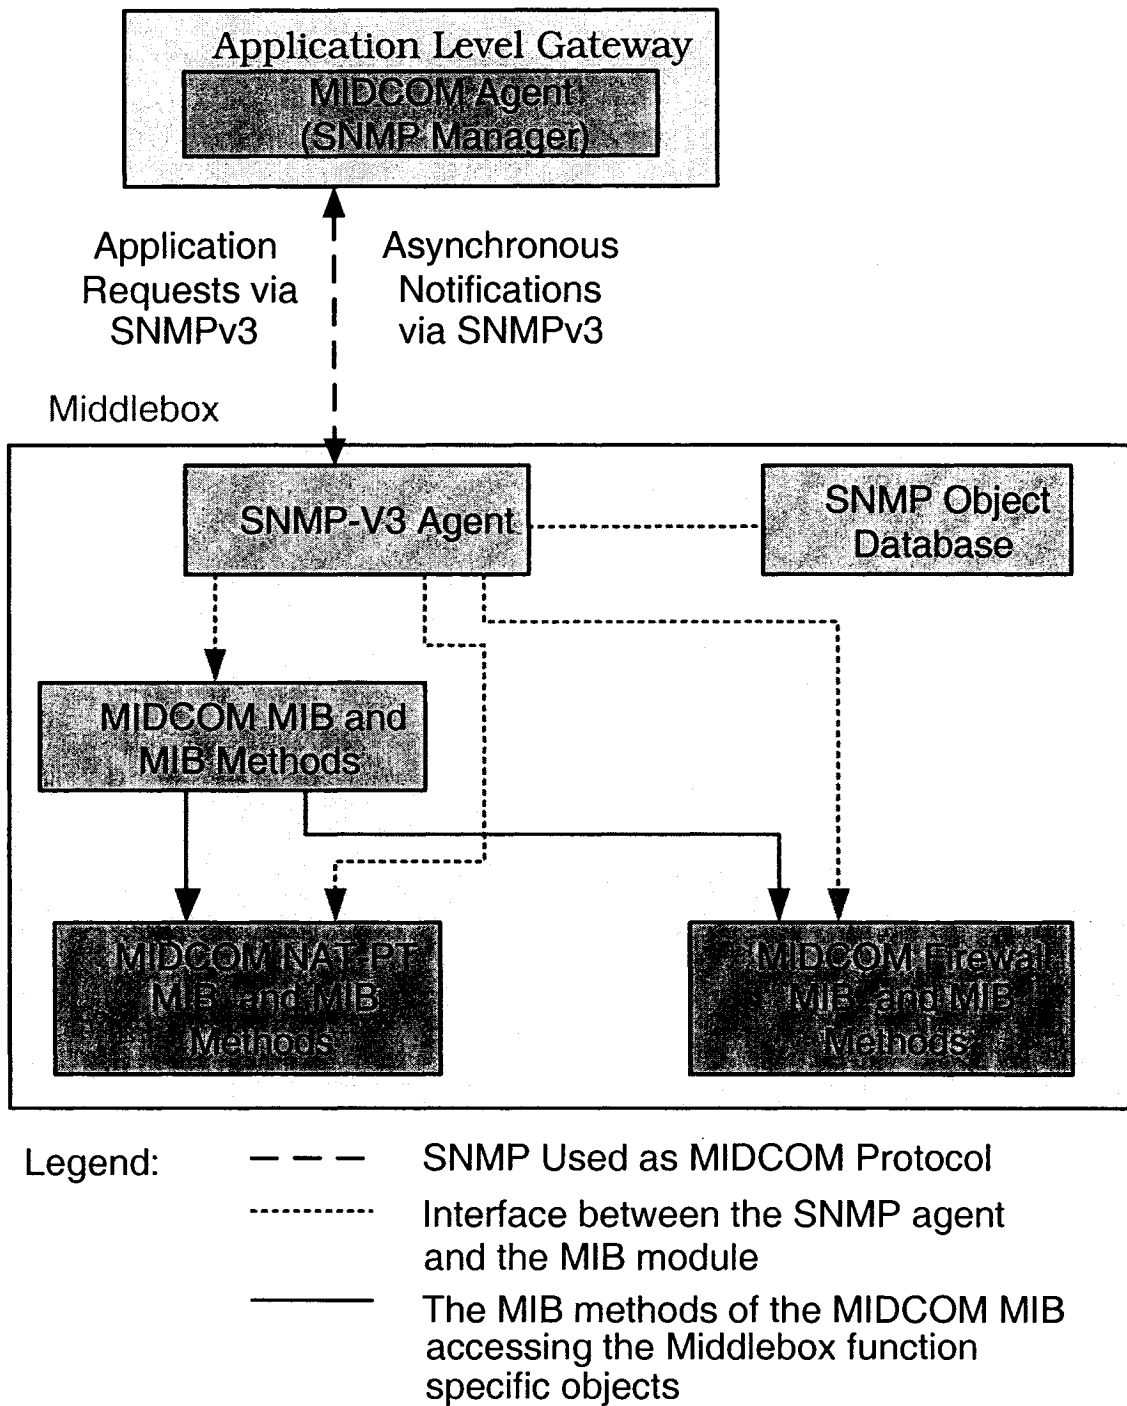 Application Level Gateway
MIDCOM Agent
(SNMP Manager)
Application
Requests via
SNMPv3
Asynchronous
Notifications
via SNMPv3
Middlebox
SNMP-V3 Agent
SNMP Object
Database
MIDCOM MIB and
MIB Methods
MIDCOM NAT-PT
MIB and MIB
Methods
MIDCOM Firewall
MIB and MIB
Methods
Legend:
SNMP Used as MIDCOM Protocol
Interface between the SNMP agent
and the MIB module
The MIB methods of the MIDCOM MIB
accessing the Middlebox function
specific objects